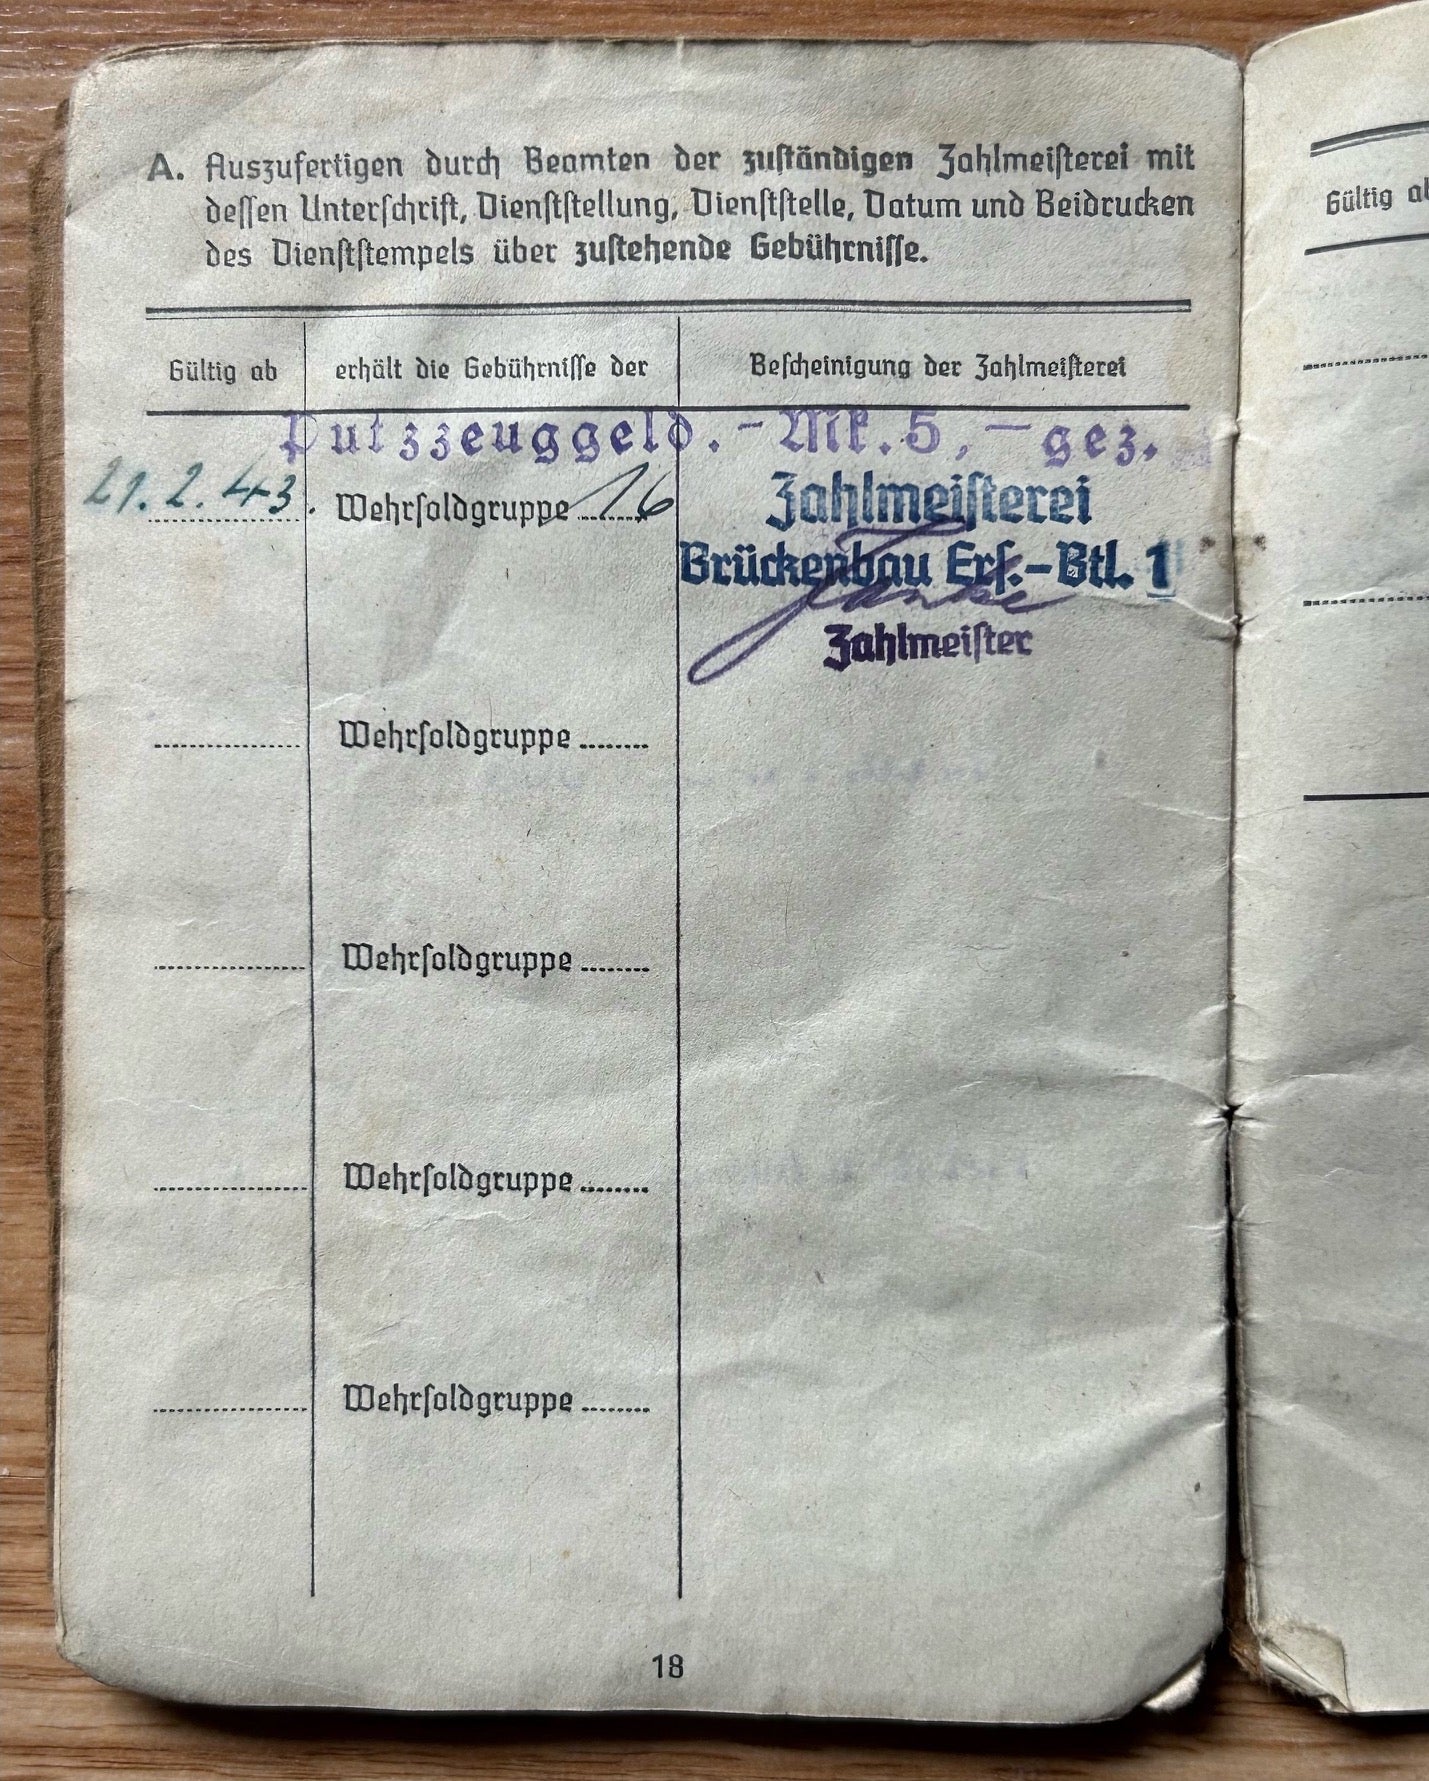 A. Auszufertigen durch Beamten der zuständigen Zahlmeisterei mit
dessen Unterschrift, Dienststellung, Dienststelle, Datum und Beidrucken
des Dienststempels über zustehende Gebührnisse.
Gültig ab erhält die Gebührnisse der Bescheinigung der Zahlmeisterei
Putzzeuggeld.- Mk. 5,- gez.
21.2.43. Wehrsoldgruppe 16 Zahlmeisterei
Brückenbau Ers.-Btl. 1
Zahlmeister
Wehrsoldgruppe ........
Wehrsoldgruppe ........
Wehrsoldgruppe ........
Wehrsoldgruppe ........
18
Gültig ab